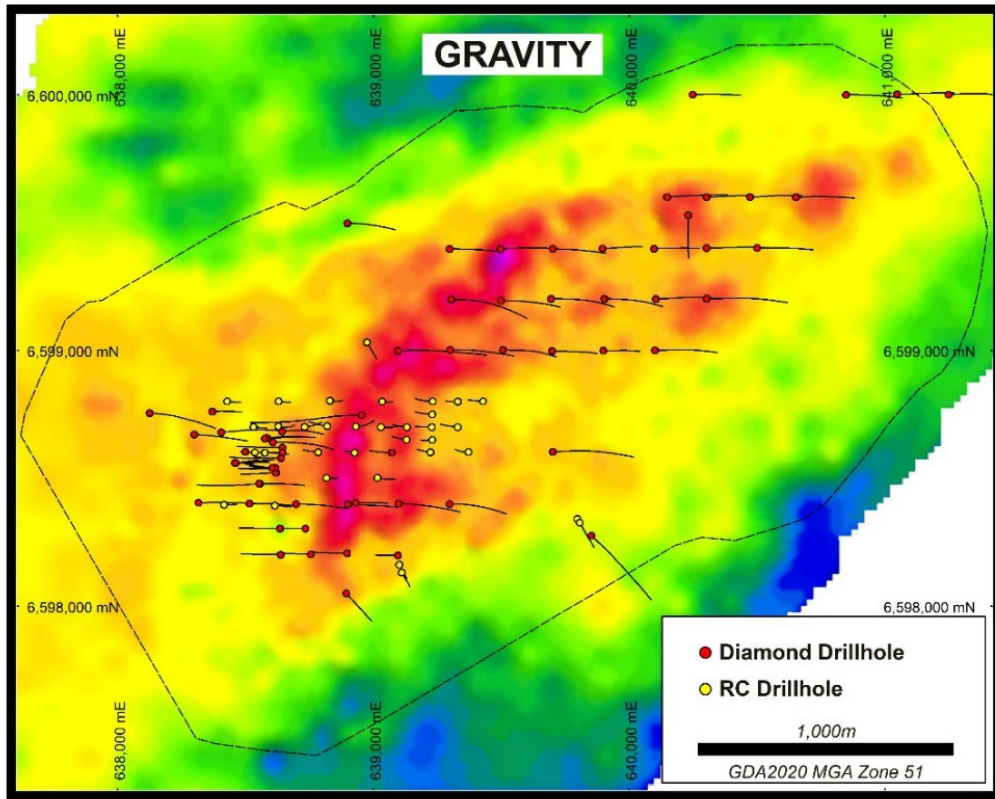 GRAVITY
638,000 mE
639,000 mE
640,000 mE
641,000 mE
6,600,000 mN
6,599,000 mN
6,599,000 mN
6,598,000 mN
6,598,000 mN
638,000 mE
639,000 mE
640,000 mE
Diamond Drillhole
RC Drillhole
1,000m
GDA2020 MGA Zone 51